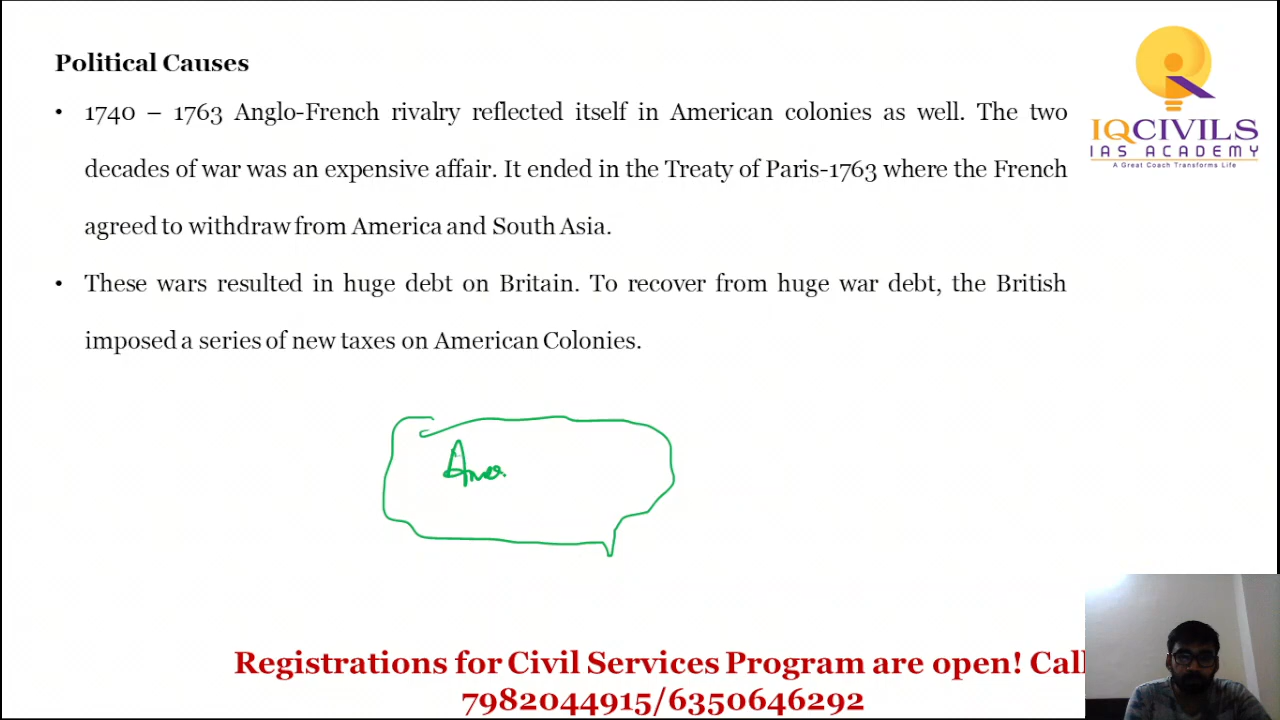 Political Causes
• 1740 – 1763 Anglo-French rivalry reflected itself in American colonies as well. The two
decades of war was an expensive affair. It ended in the Treaty of Paris-1763 where the French
agreed to withdraw from America and South Asia.
• These wars resulted in huge debt on Britain. To recover from huge war debt, the British
imposed a series of new taxes on American Colonies.
IQCIVILS
IAS ACADEMY
A Great Coach Transforms Life
Registrations for Civil Services Program are open! Call
7982044915/6350646292